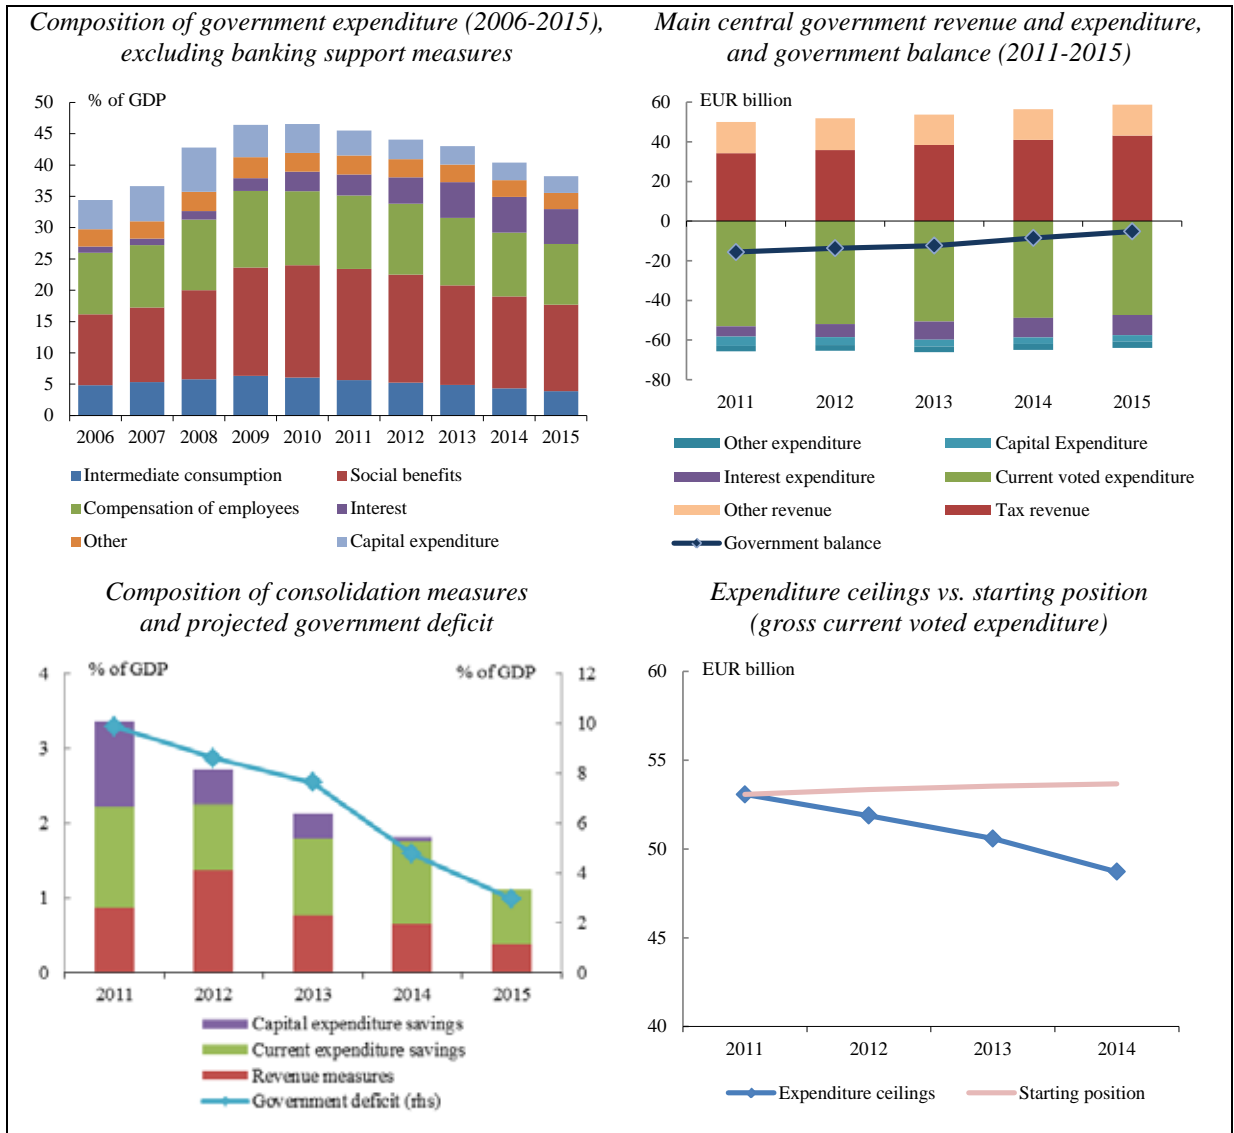 Composition of government expenditure (2006-2015),
excluding banking support measures
% of GDP
50
45
40
35
30
25
20
15
10
5
0
2006 2007 2008 2009 2010 2011 2012 2013 2014 2015
Intermediate consumption Social benefits
Compensation of employees Interest
Other Capital expenditure
Main central government revenue and expenditure,
and government balance (2011-2015)
EUR billion
60
40
20
0
-20
-40
-60
-80
2011 2012 2013 2014 2015
Other expenditure Capital Expenditure
Interest expenditure Current voted expenditure
Other revenue Tax revenue
Government balance
Composition of consolidation measures
and projected government deficit
% of GDP % of GDP
4 12
10
3
8
2 6
4
1
2
0 0
2011 2012 2013 2014 2015
Capital expenditure savings
Current expenditure savings
Revenue measures
Government deficit (rhs)
Expenditure ceilings vs. starting position
(gross current voted expenditure)
EUR billion
60
55
50
45
40
2011 2012 2013 2014
Expenditure ceilings Starting position